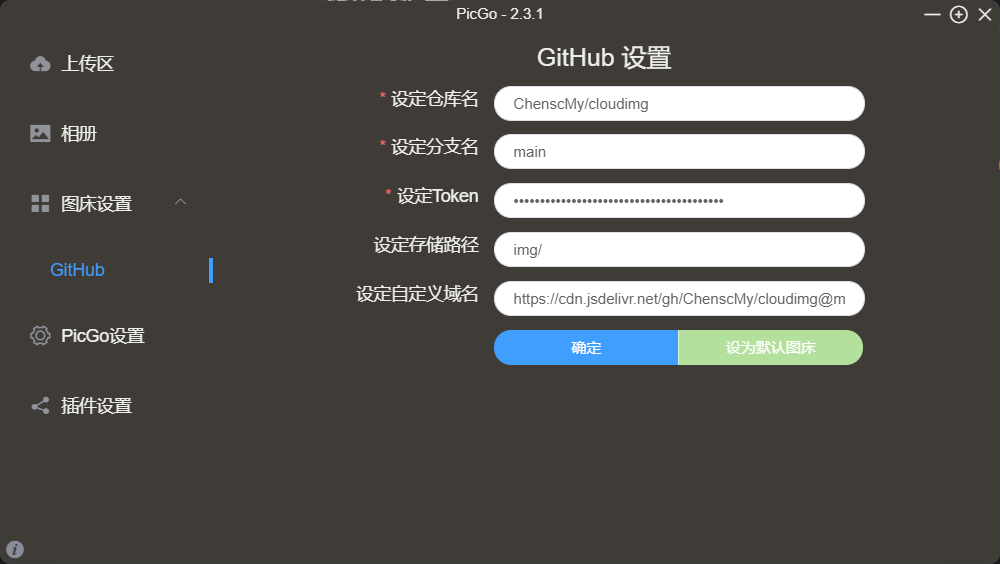 PicGo - 2.3.1
上传区
相册
图床设置
GitHub
PicGo设置
插件设置
GitHub 设置
* 设定仓库名 ChenscMy/cloudimg
* 设定分支名 main
* 设定Token ••••••••••••••••••••••••••••••••••••••••
设定存储路径 img/
设定自定义域名 https://cdn.jsdelivr.net/gh/ChenscMy/cloudimg@m
确定 设为默认图床